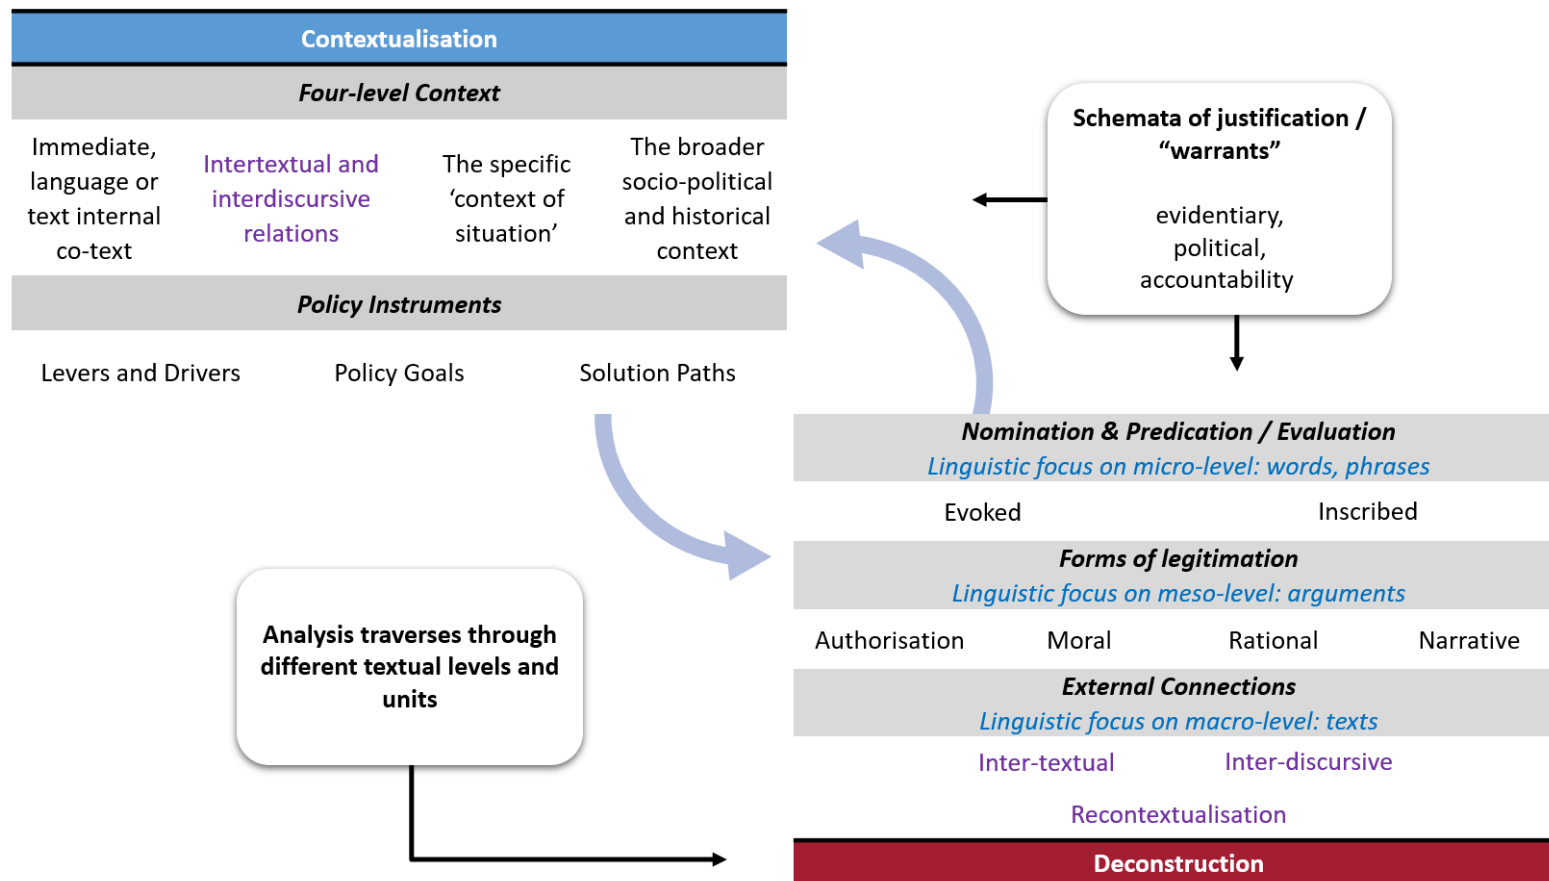 Contextualisation
Four-level Context
Immediate,
language or
text internal
co-text
Intertextual and
interdiscursive
relations
The specific
‘context of
situation’
The broader
socio-political
and historical
context
Policy Instruments
Levers and Drivers
Policy Goals
Solution Paths
Schemata of justification /
“warrants”
evidentiary,
political,
accountability
Analysis traverses through
different textual levels and
units
Nomination & Predication / Evaluation
Linguistic focus on micro-level: words, phrases
Evoked
Inscribed
Forms of legitimation
Linguistic focus on meso-level: arguments
Authorisation
Moral
Rational
Narrative
External Connections
Linguistic focus on macro-level: texts
Inter-textual
Inter-discursive
Recontextualisation
Deconstruction